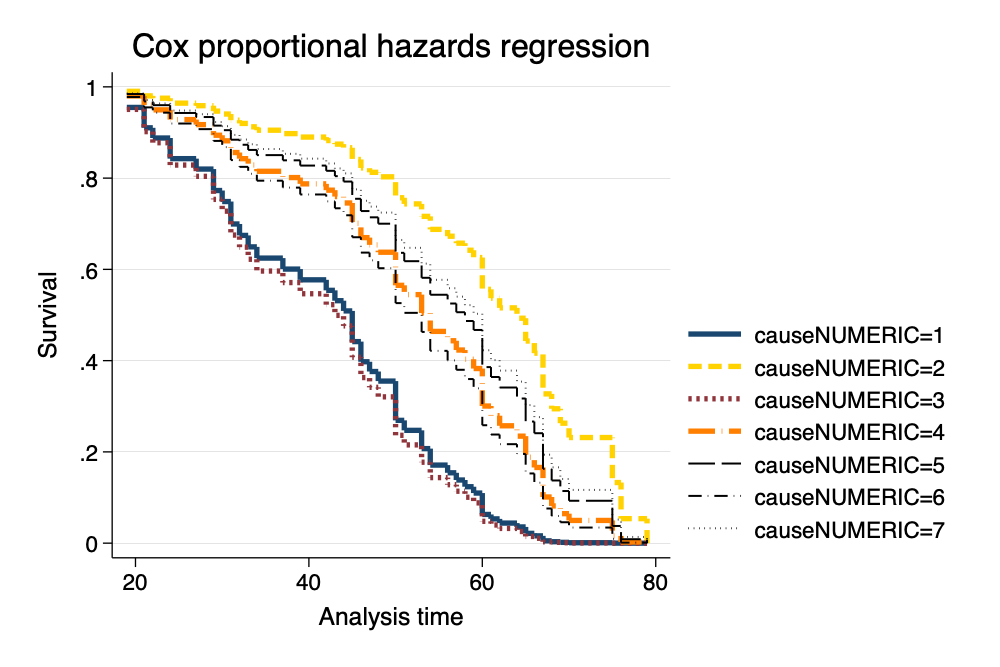 Cox proportional hazards regression
Survival
1
.8
.6
.4
.2
0
20 40 60 80
Analysis time
causeNUMERIC=1
causeNUMERIC=2
causeNUMERIC=3
causeNUMERIC=4
causeNUMERIC=5
causeNUMERIC=6
causeNUMERIC=7